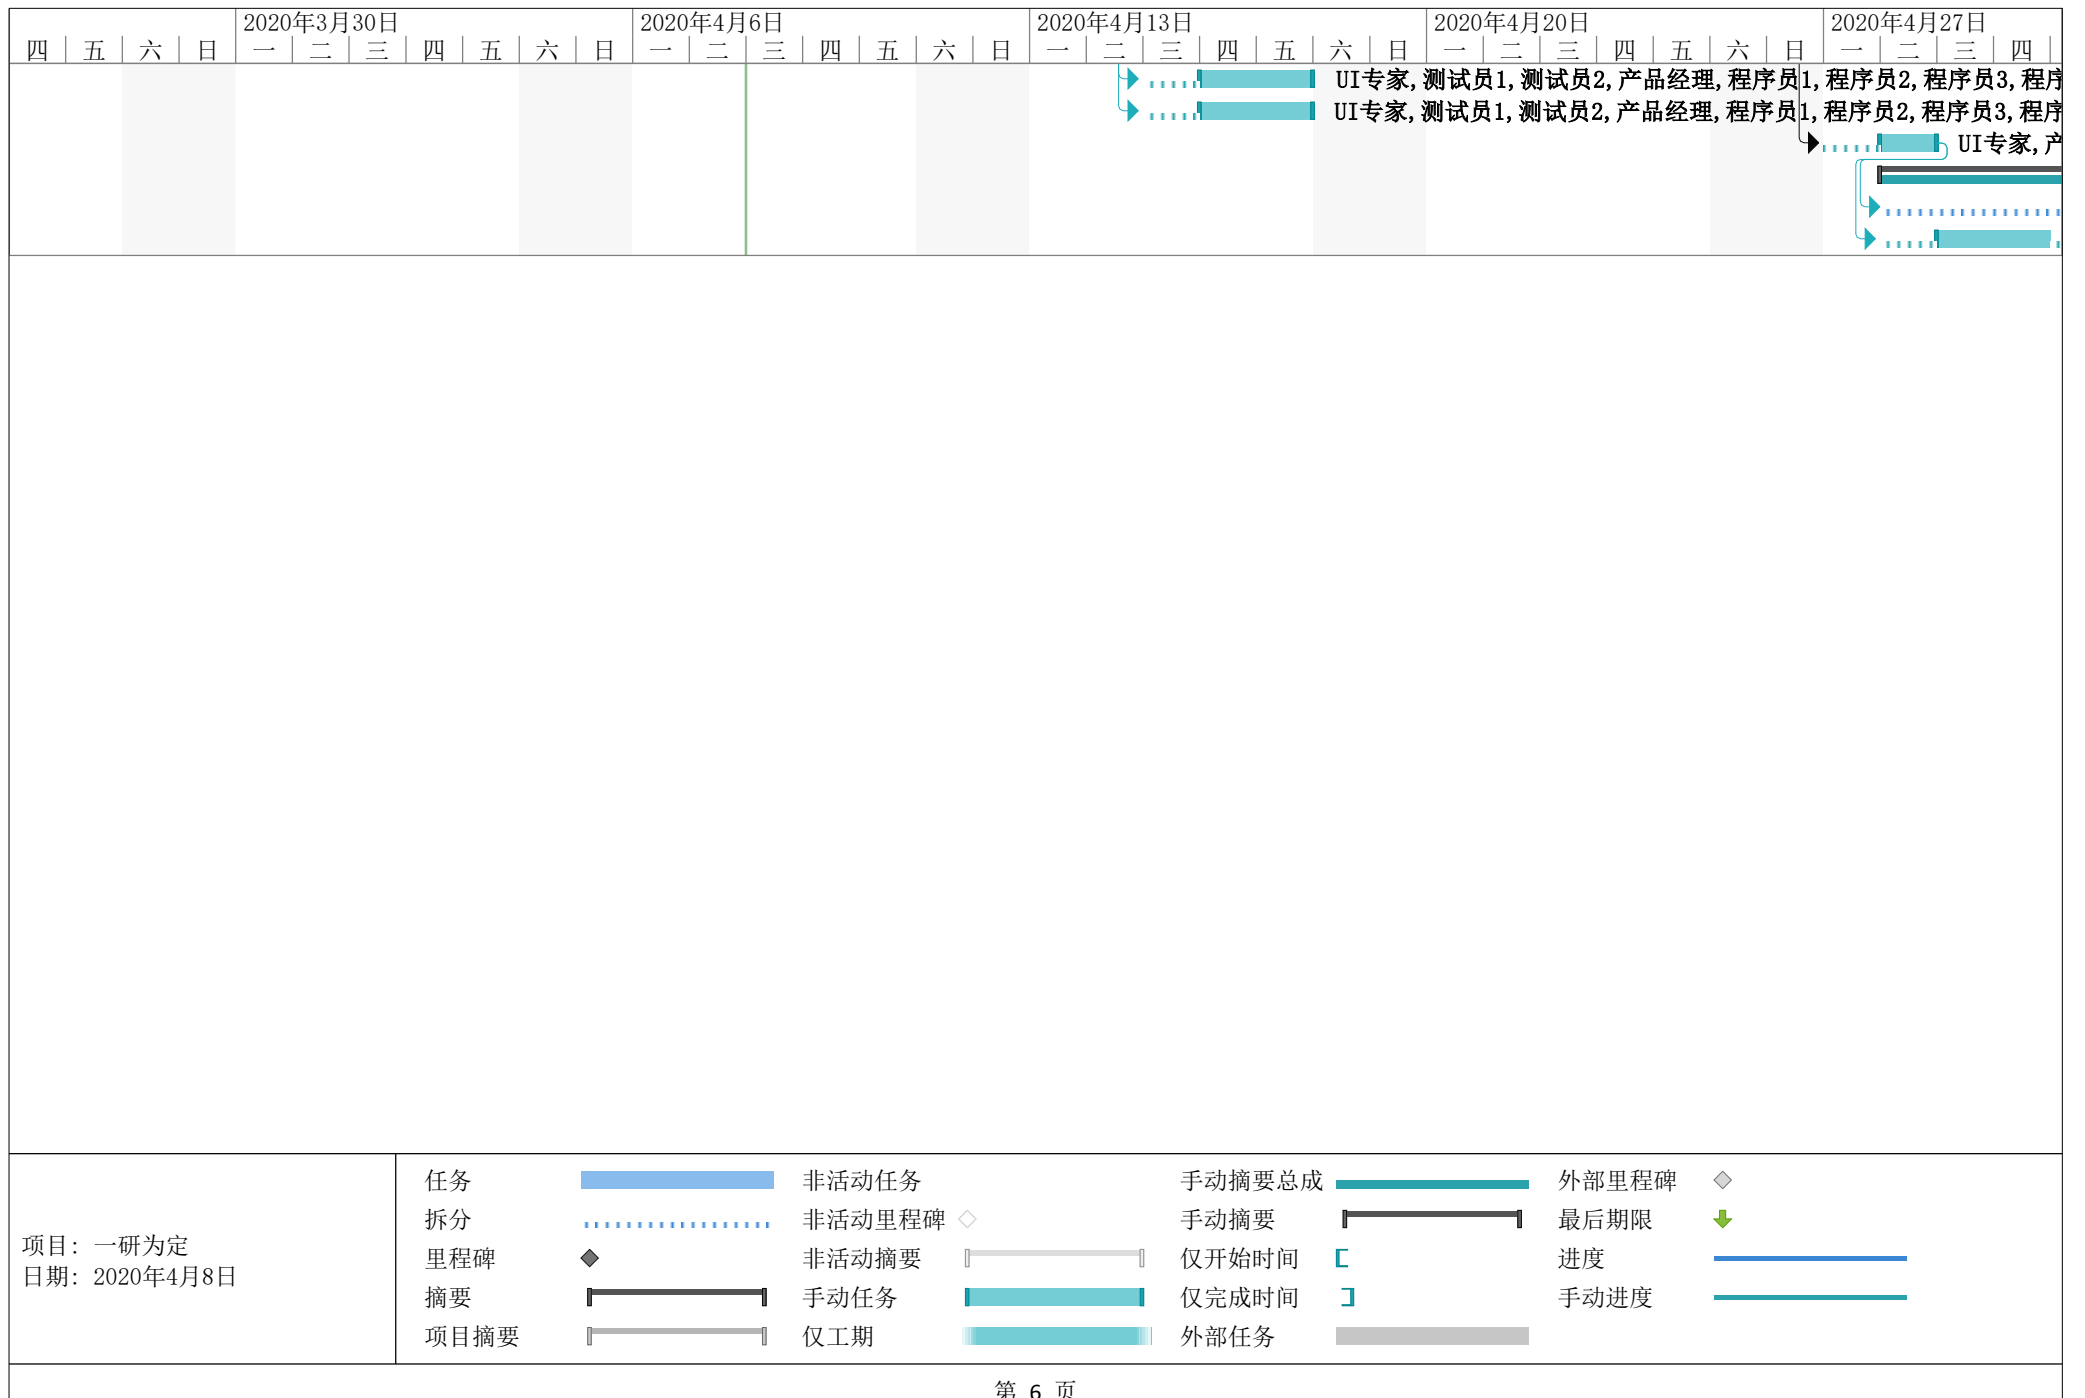 2020年3月30日 2020年4月6日 2020年4月13日 2020年4月20日 2020年4月27日
四 五 六 日 一 二 三 四 五 六 日 一 二 三 四 五 六 日 一 二 三 四 五 六 日 一 二 三 四 五 六 日 一 二 三 四
UI专家,测试员1,测试员2,产品经理,程序员1,程序员2,程序员3,程序
UI专家,测试员1,测试员2,产品经理,程序员1,程序员2,程序员3,程序
UI专家,产
任务 非活动任务 手动摘要总成 外部里程碑
拆分 非活动里程碑 手动摘要 最后期限
项目: 一研为定
日期: 2020年4月8日
里程碑 非活动摘要 仅开始时间 进度
摘要 手动任务 仅完成时间 手动进度
项目摘要 仅工期 外部任务
第 6 页